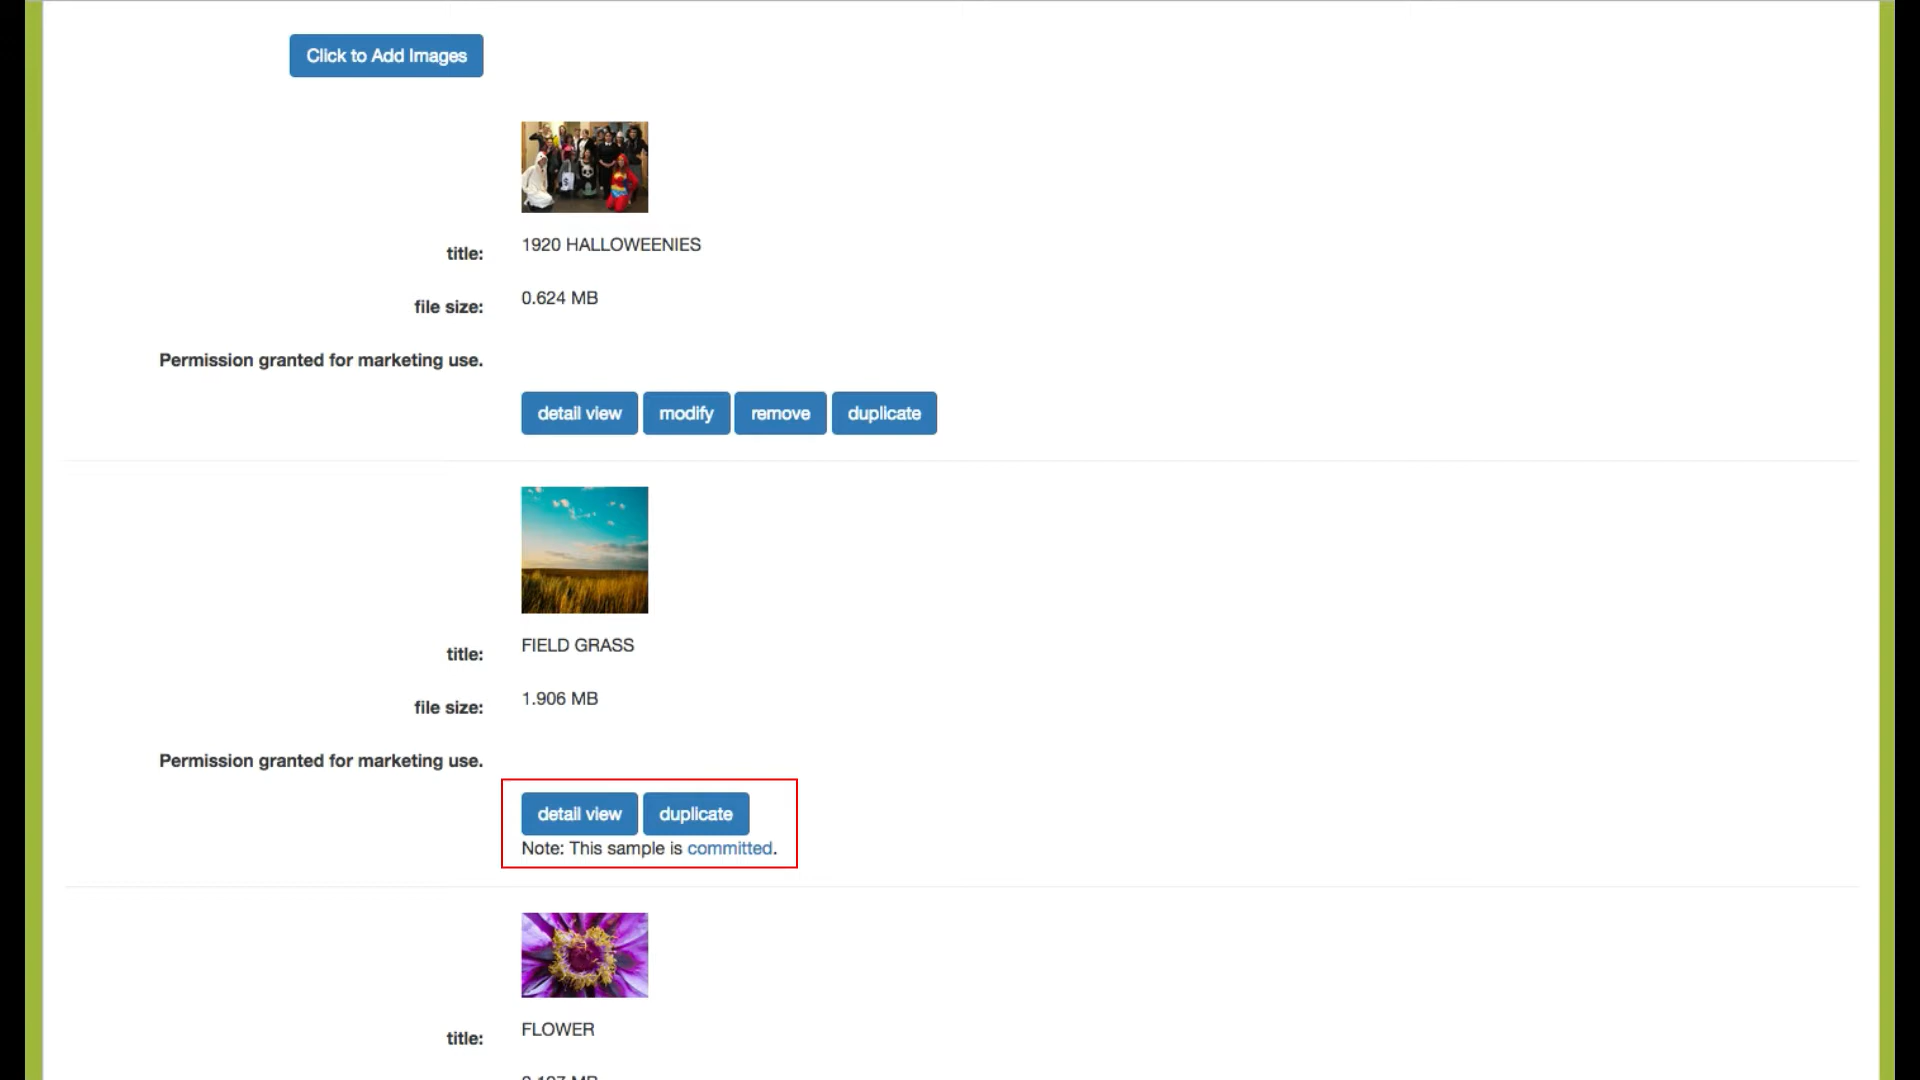 Click to Add Images
title: 1920 HALLOWEENIES
file size: 0.624 MB
Permission granted for marketing use.
detail view modify remove duplicate
title: FIELD GRASS
file size: 1.906 MB
Permission granted for marketing use.
detail view duplicate
Note: This sample is committed.
title: FLOWER